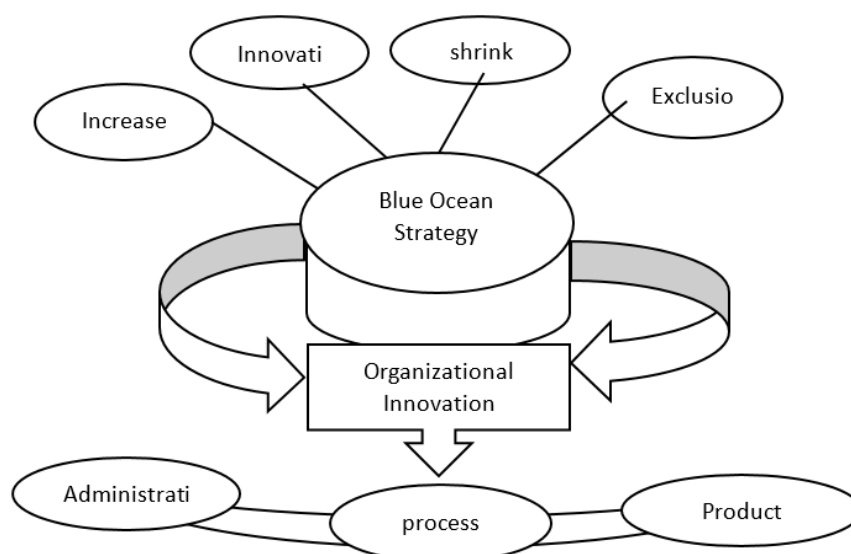 Innovati
shrink
Exclusio
Increase
Blue Ocean
Strategy
Organizational
Innovation
Administrati
process
Product